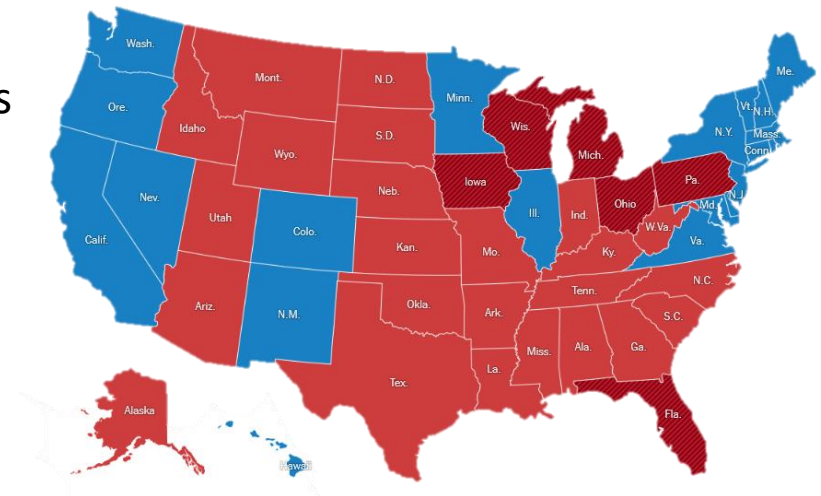 s
Wash.
Me.
Mont.
N.D.
Minn.
Ore.
Vt.
N.H.
Idaho
S.D.
Wis.
N.Y.
Mass.
Conn.
Wyo.
Mich.
Iowa
Pa.
Neb.
Nev.
Ohio
N.J.
Md.
Utah
Ill.
Ind.
Colo.
W.Va.
Calif.
Va.
Kan.
Mo.
Ky.
N.C.
Tenn.
Ariz.
Okla.
N.M.
Ark.
S.C.
Miss.
Ala.
Ga.
La.
Tex.
Alaska
Fla.
Hawaii